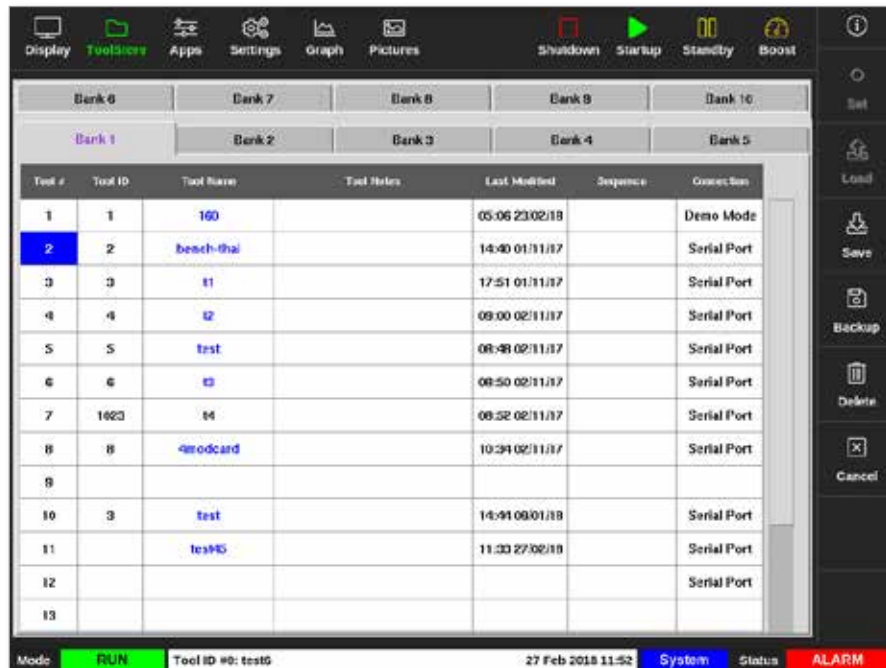 Display ToolStore Apps Settings Graph Pictures Shutdown Startup Standby Boost
Set
Load
Save
Backup
Delete
Cancel
Bank 6 Bank 7 Bank 8 Bank 9 Bank 10
Bank 1 Bank 2 Bank 3 Bank 4 Bank 5
Tool # Tool ID Tool Name Tool Notes Last Modified Sequence Connection
1 1 160 05:06 23/02/18 Demo Mode
2 2 bench-thai 14:40 01/11/17 Serial Port
3 3 t1 17:51 01/11/17 Serial Port
4 4 t2 09:00 02/11/17 Serial Port
5 5 test 08:48 02/11/17 Serial Port
6 6 t3 08:50 02/11/17 Serial Port
7 1023 t4 08:52 02/11/17 Serial Port
8 8 4modcard 10:34 02/11/17 Serial Port
9
10 3 test 14:44 Serial Port
11 test45 11:33 27/02/18 Serial Port
12 Serial Port
13
Mode RUN Tool ID #0: test6 27 Feb 2018 11:52 System Status ALARM